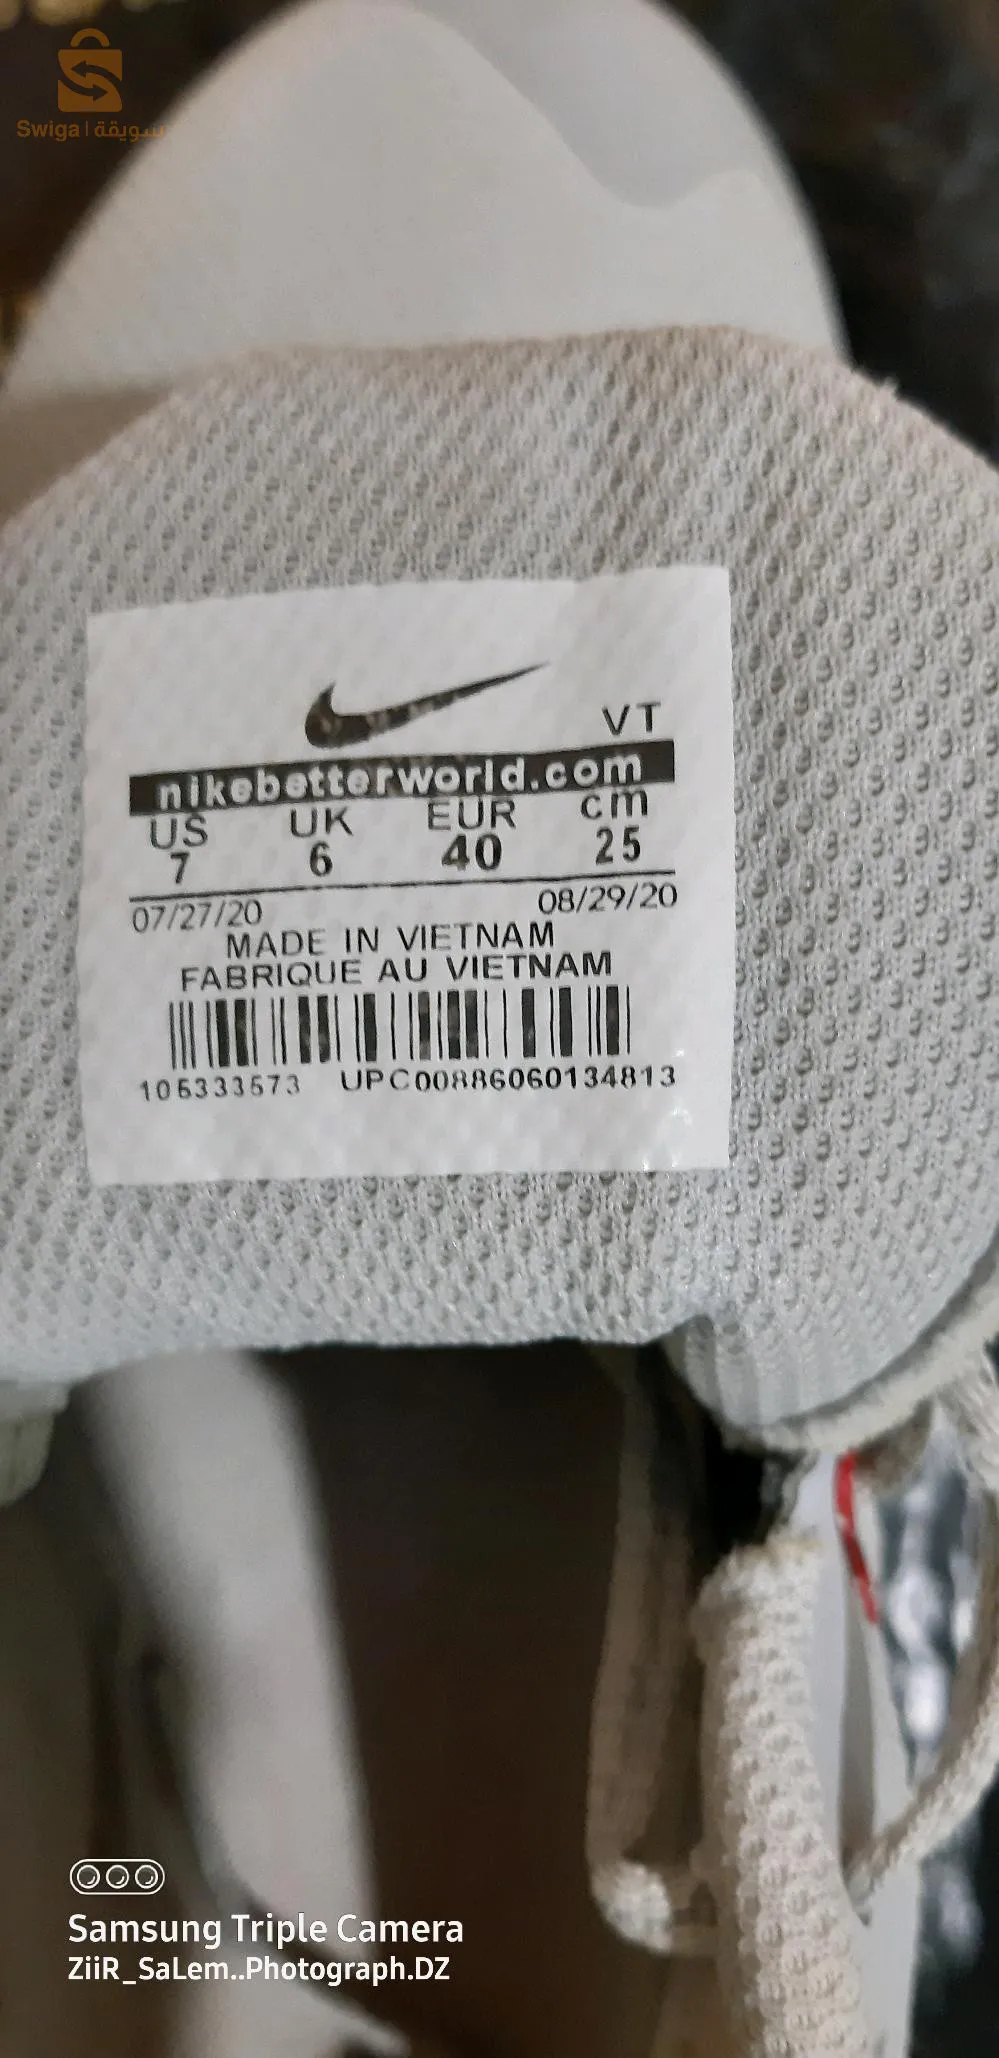 Swiga | سويقة
VT
nikebetterworld.com
US UK EUR cm
7 6 40 25
07/27/20 08/29/20
MADE IN VIETNAM
FABRIQUE AU VIETNAM
105333573 UPC00886060134813
Samsung Triple Camera
ZiiR_SaLem..Photograph.DZ